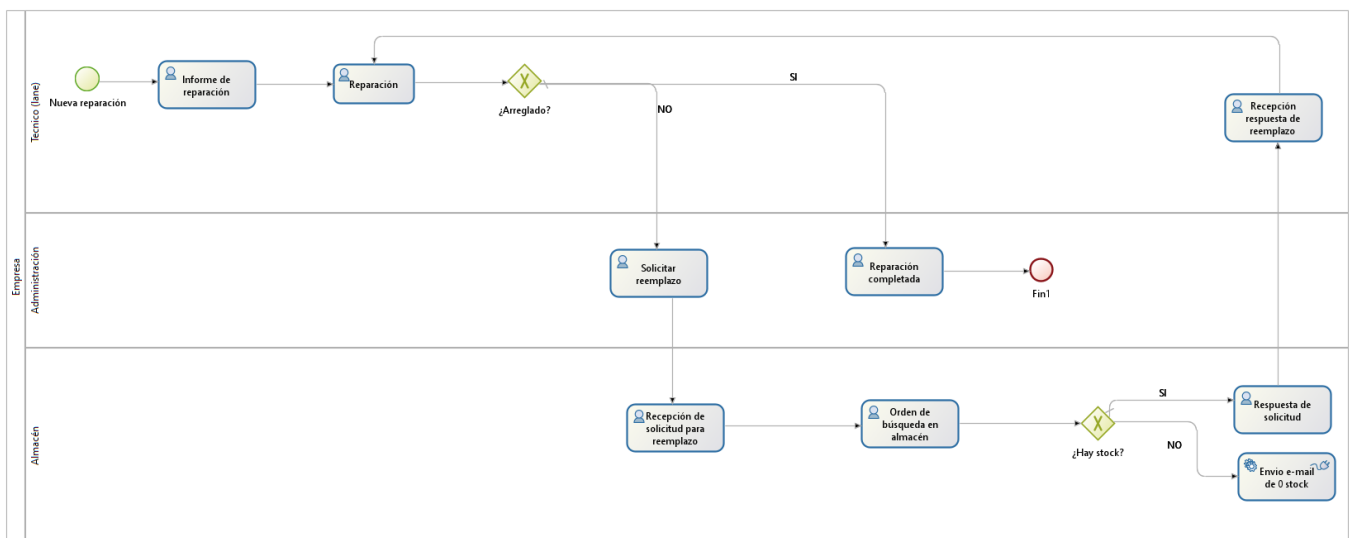 Empresa
Tecnico (lane)
Nueva reparación
Informe de
reparación
Reparación
¿Arreglado?
SI
NO
Recepción
respuesta de
reemplazo
Administración
Solicitar
reemplazo
Reparación
completada
Fin1
Almacén
Recepción de
solicitud para
reemplazo
Orden de
búsqueda en
almacén
¿Hay stock?
SI
NO
Respuesta de
solicitud
Envio e-mail
de 0 stock